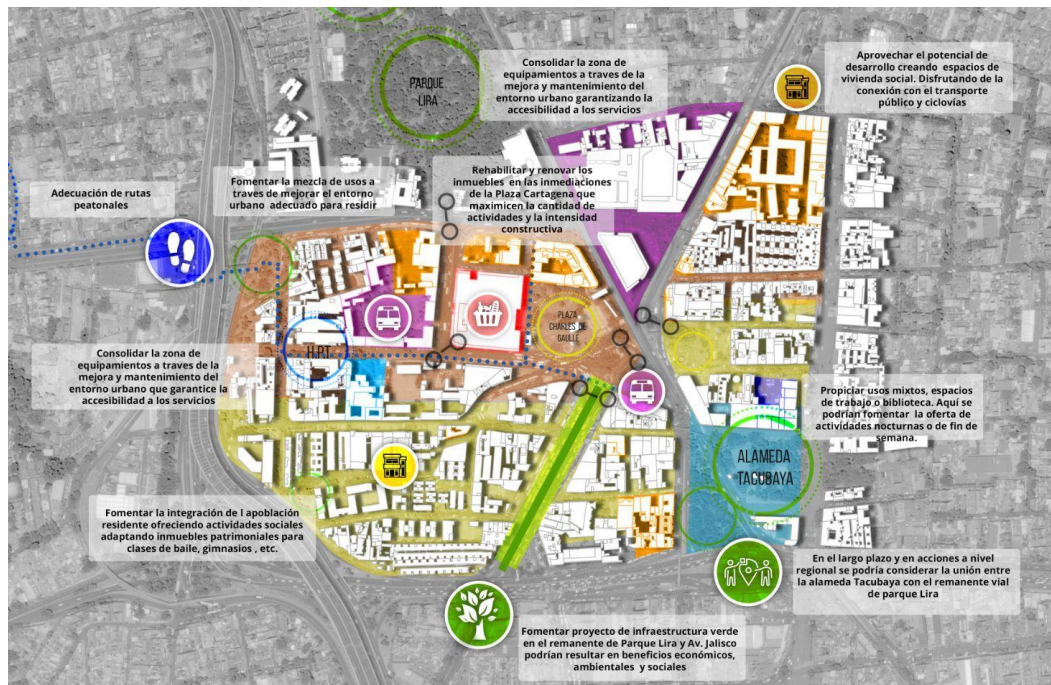 PARQUE
LIRA
Consolidar la zona de
equipamientos a traves de la
mejora y mantenimiento del
entorno urbano garantizando la
accesibilidad a los servicios
Aprovechar el potencial de
desarrollo creando espacios de
vivienda social. Disfrutando de la
conexión con el transporte
público y ciclovías
Adecuación de rutas
peatonales
Fomentar la mezcla de usos a
traves de mejorar el entorno
urbano adecuado para residir
Rehabilitar y renovar los
inmuebles en las inmediaciones
de la Plaza Cartagena que
maximicen la cantidad de
actividades y la intensidad
constructiva
PLAZA
CHARLES DE
GAULLE
Consolidar la zona de
equipamientos a traves de la
mejora y mantenimiento del
entorno urbano que garantice la
accesibilidad a los servicios
Propiciar usos mixtos, espacios
de trabajo o biblioteca. Aquí se
podrían fomentar la oferta de
actividades nocturnas o de fin de
semana.
ALAMEDA
TACUBAYA
Fomentar la integración de l apoblación
residente ofreciendo actividades sociales
adaptando inmuebles patrimoniales para
clases de baile, gimnasios , etc.
En el largo plazo y en acciones a nivel
regional se podría considerar la unión entre
la alameda Tacubaya con el remanente vial
de parque Lira
Fomentar proyecto de infraestructura verde
en el remanente de Parque Lira y Av. Jalisco
podrían resultar en beneficios económicos,
ambientales y sociales